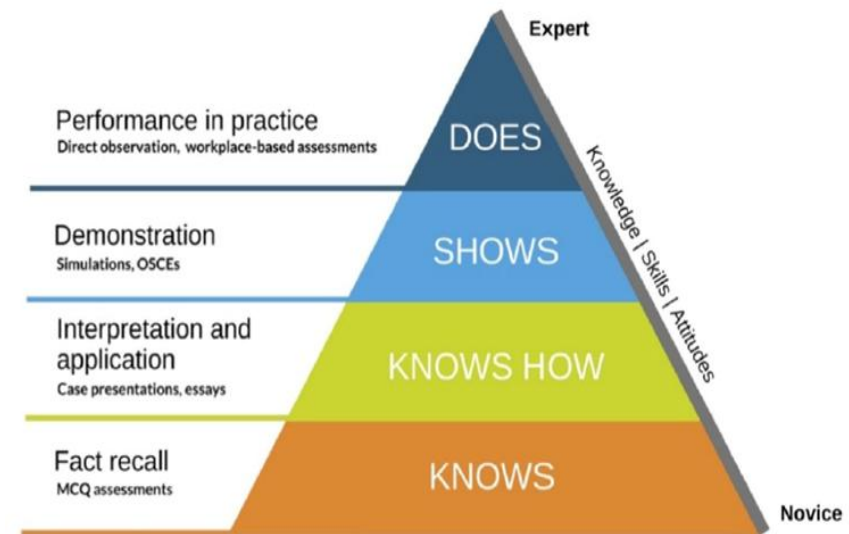 Expert
Performance in practice
Direct observation, workplace-based assessments
DOES
Knowledge | Skills | Attitudes
Demonstration
Simulations, OSCEs
SHOWS
Interpretation and
application
Case presentations, essays
KNOWS HOW
Fact recall
MCQ assessments
KNOWS
Novice